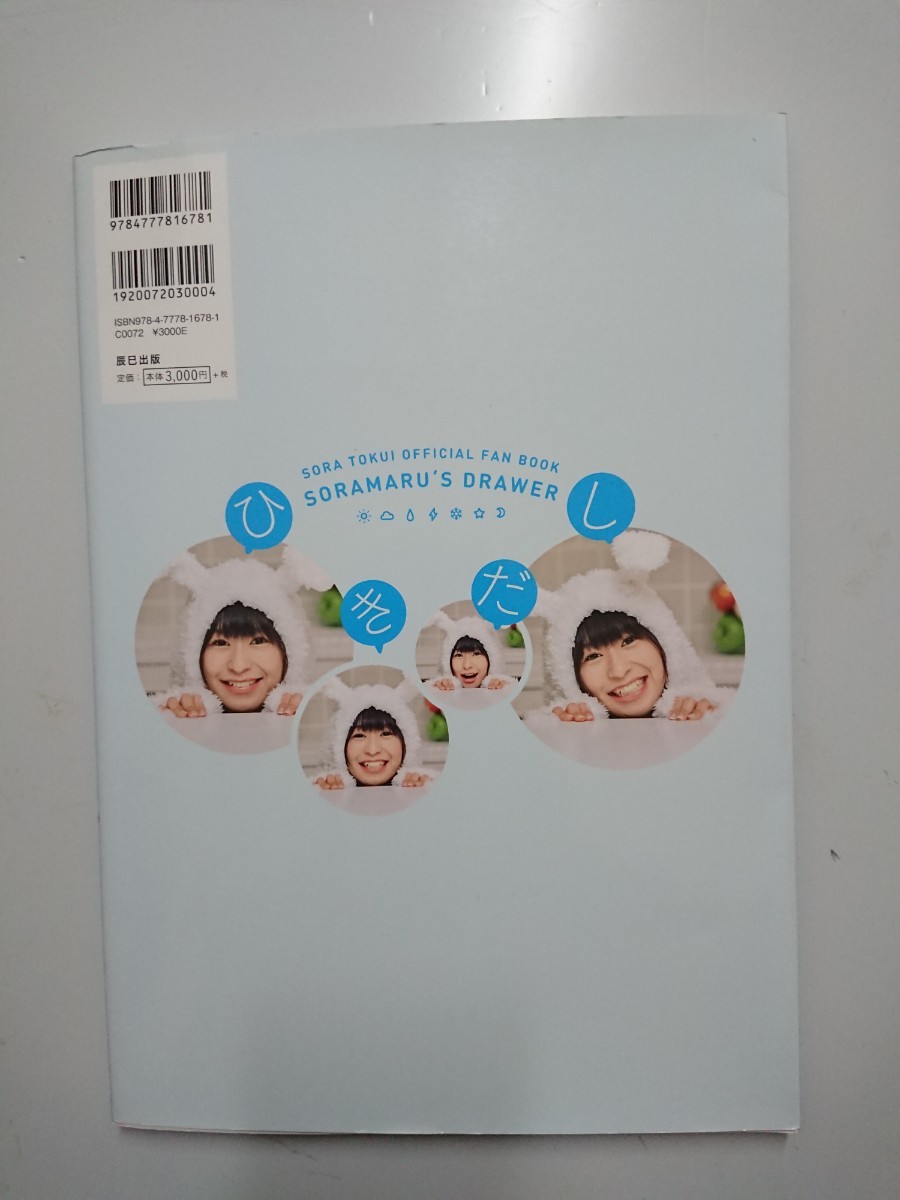 9784777816781
1920072030004
ISBN978-4-7778-1678-1
C0072 ¥3000E
辰巳出版
定価：本体3,000円+税
SORA TOKUI OFFICIAL FAN BOOK
SORAMARU'S DRAWER
ひ
き
だ
し